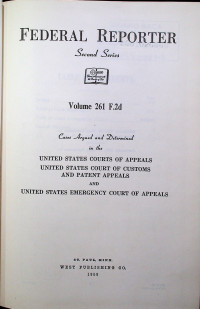 FEDERAL REPORTER
Second Series
Volume 261 F.2d
Cases Argued and Determined
in the
UNITED STATES COURTS OF APPEALS
UNITED STATES COURT OF CUSTOMS
AND PATENT APPEALS
AND
UNITED STATES EMERGENCY COURT OF APPEALS
ST. PAUL, MINN.
WEST PUBLISHING CO.
1959